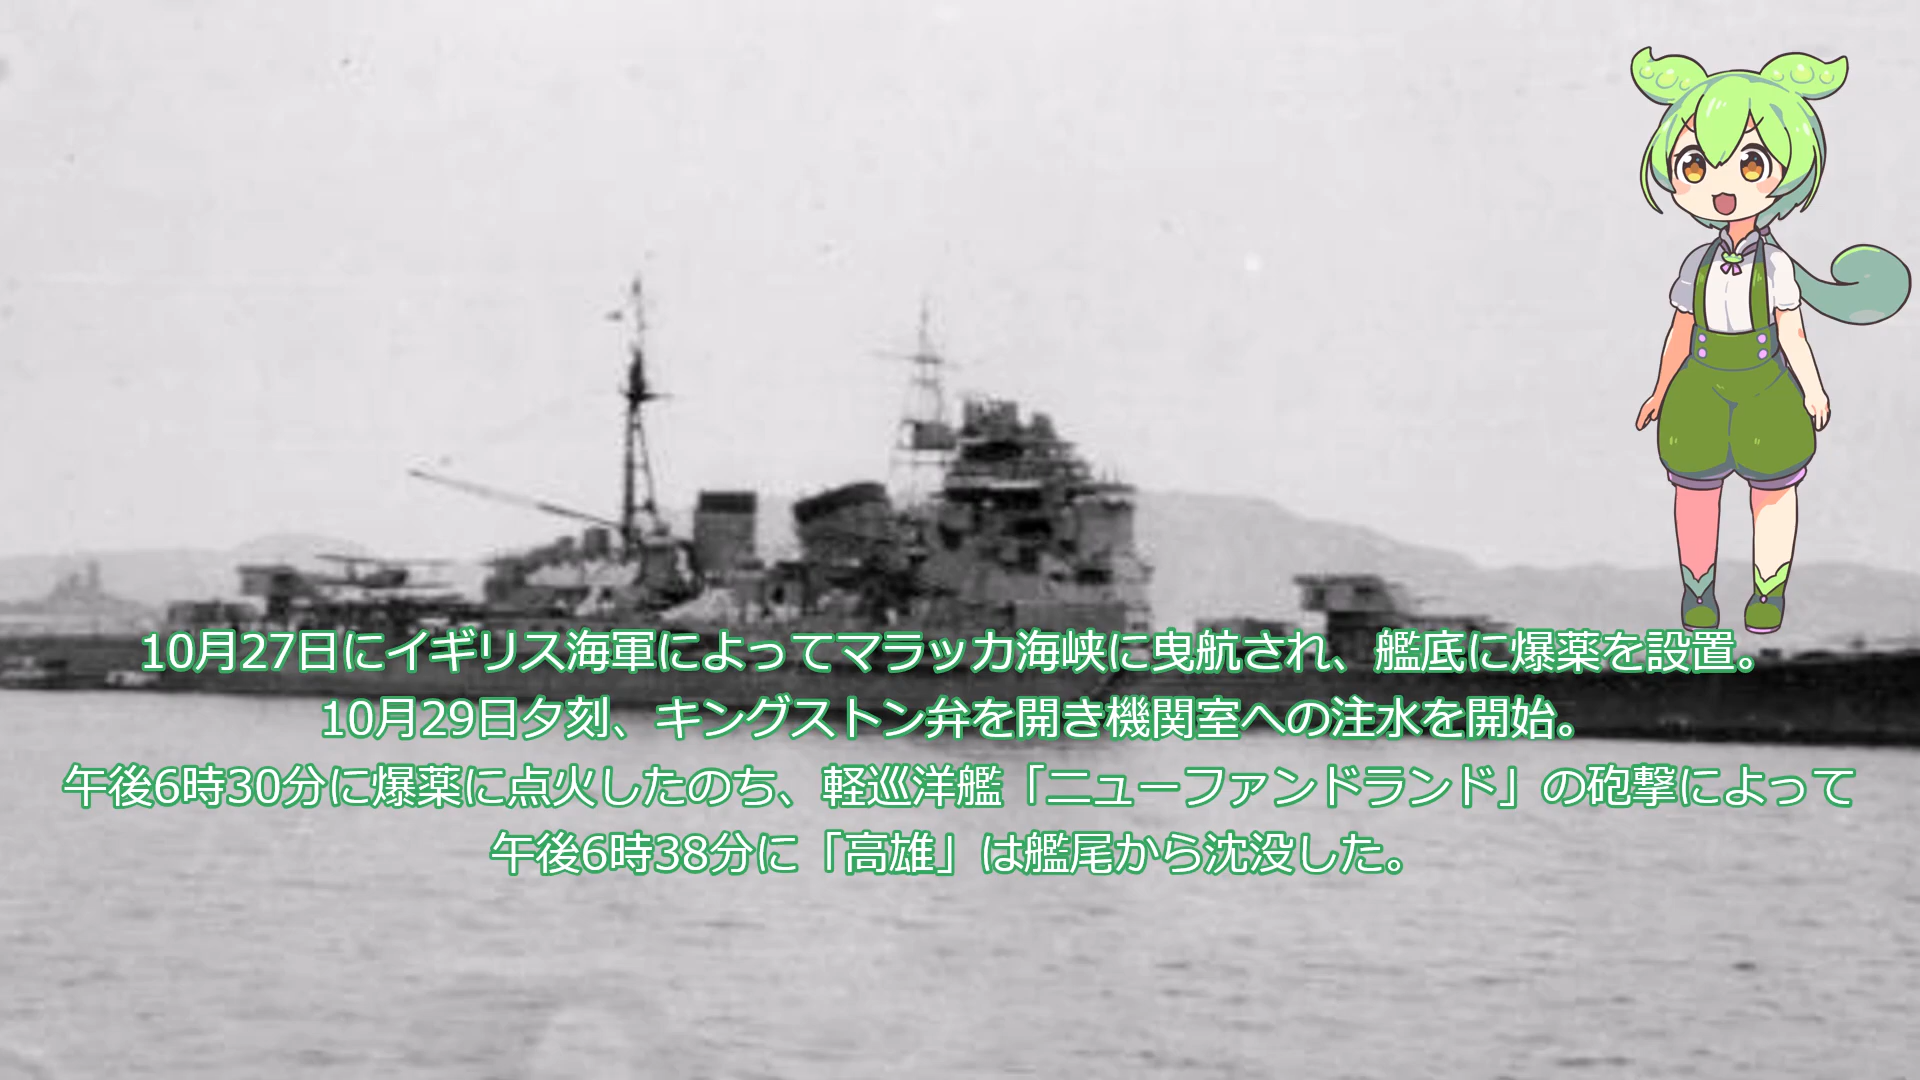 10月27日にイギリス海軍によってマラッカ海峡に曳航され、艦底に爆薬を設置。
10月29日夕刻、キングストン弁を開き機関室への注水を開始。
午後6時30分に爆薬に点火したのち、軽巡洋艦「ニューファンドランド」の砲撃によって
午後6時38分に「高雄」は艦尾から沈没した。